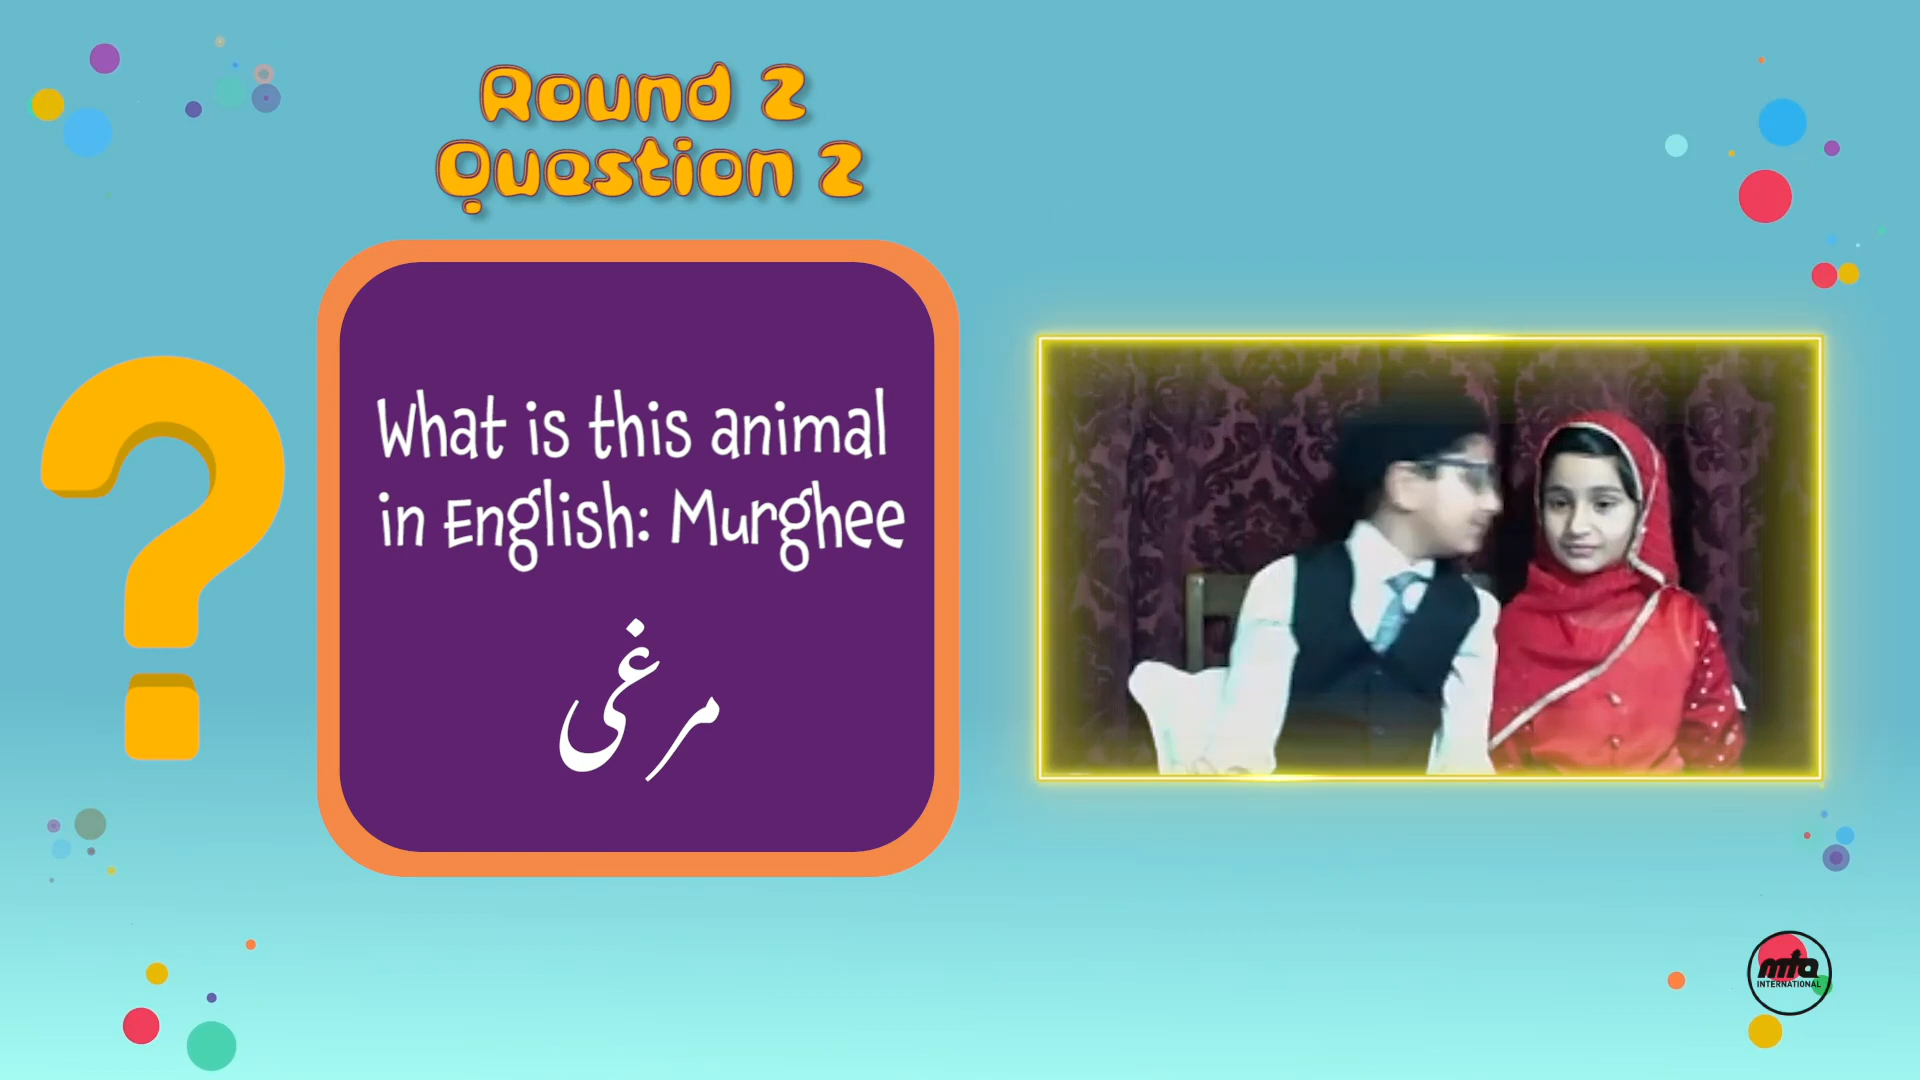 Round 2
Question 2
What is this animal
in English: Murghee
مرغی
mta
INTERNATIONAL